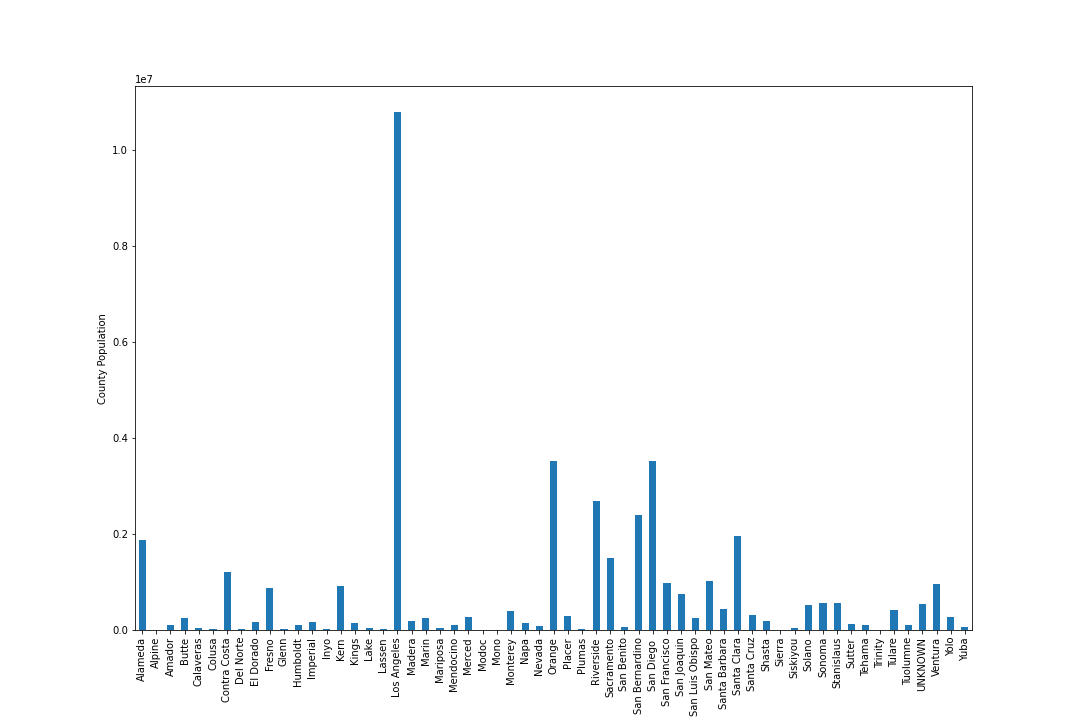 1e7
1.0
0.8
0.6
0.4
0.2
0.0
County Population
Alameda
Alpine
Amador
Butte
Calaveras
Colusa
Contra Costa
Del Norte
El Dorado
Fresno
Glenn
Humboldt
Imperial
Inyo
Kern
Kings
Lake
Lassen
Los Angeles
Madera
Marin
Mariposa
Mendocino
Merced
Modoc
Mono
Monterey
Napa
Nevada
Orange
Placer
Plumas
Riverside
Sacramento
San Benito
San Bernardino
San Diego
San Francisco
San Joaquin
San Luis Obispo
San Mateo
Santa Barbara
Santa Clara
Santa Cruz
Shasta
Sierra
Siskiyou
Solano
Sonoma
Stanislaus
Sutter
Tehama
Trinity
Tulare
Tuolumne
UNKNOWN
Ventura
Yolo
Yuba